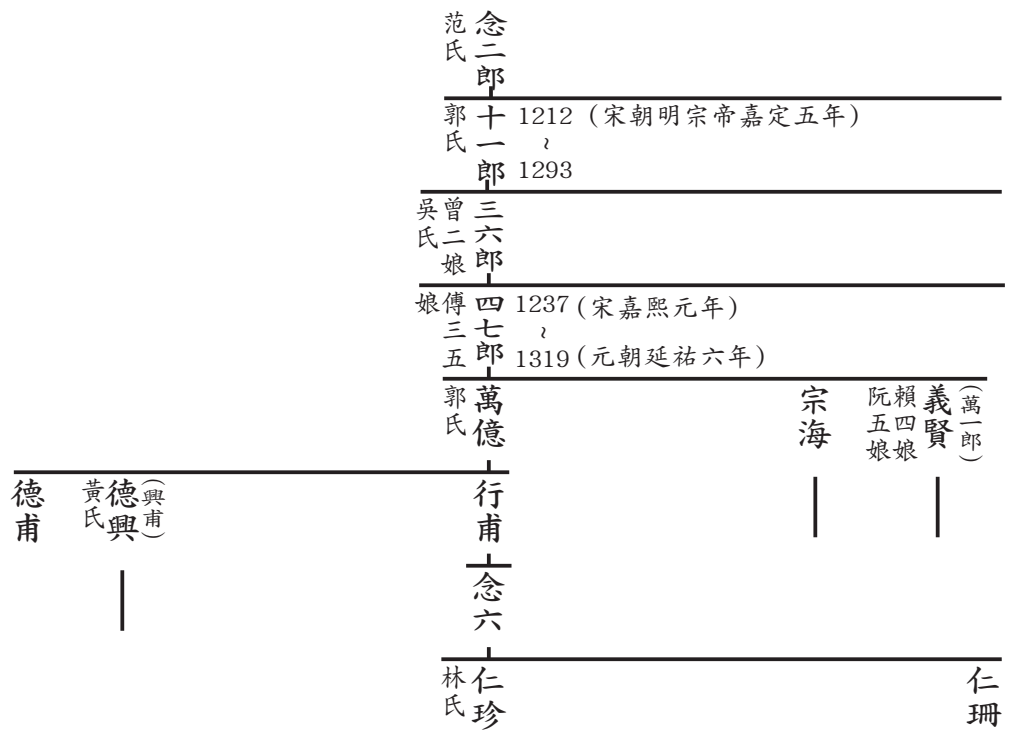 念二郎
范氏
十一郎
郭氏
1212 (宋朝明宗帝嘉定五年)
~
1293
三六郎
曾二娘
吳氏
四七郎
傅三五
娘
1237 (宋嘉熙元年)
~
1319 (元朝延祐六年)
(萬一郎)
義賢
賴四娘
阮五娘
宗海
萬億
郭氏
行甫
(興甫)
德興
黃氏
德甫
念六
仁珊
仁珍
林氏